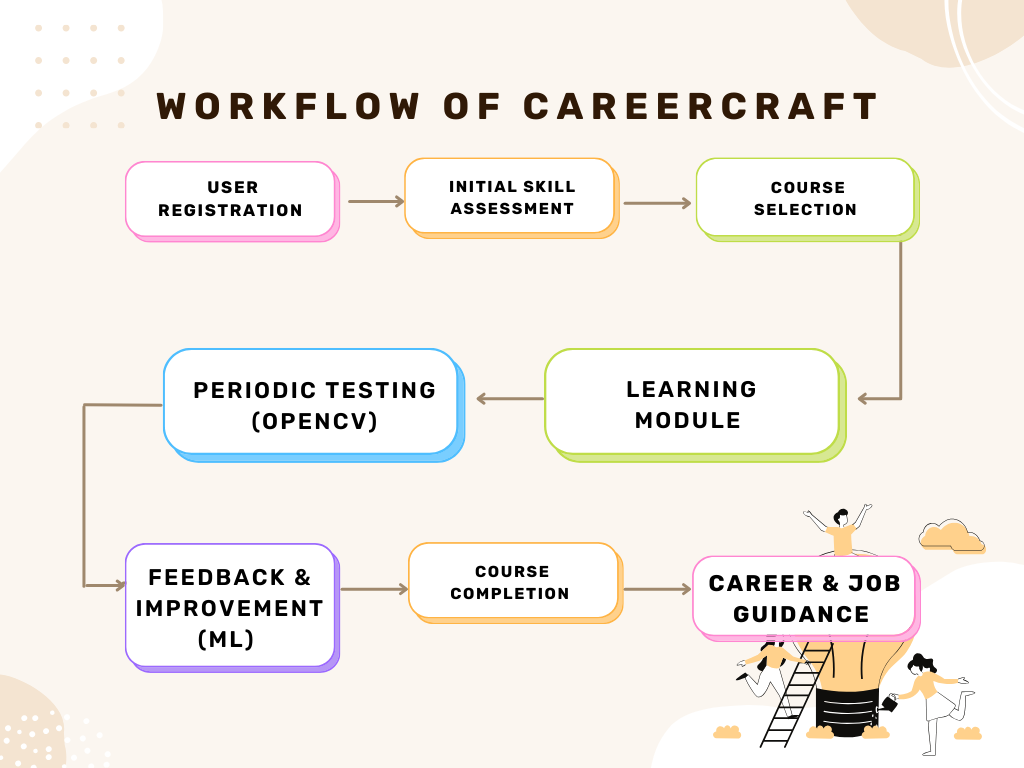 WORKFLOW OF CAREERCRAFT
USER
REGISTRATION
INITIAL SKILL
ASSESSMENT
COURSE
SELECTION
PERIODIC TESTING
(OPENCV)
LEARNING
MODULE
FEEDBACK &
IMPROVEMENT
(ML)
COURSE
COMPLETION
CAREER & JOB
GUIDANCE